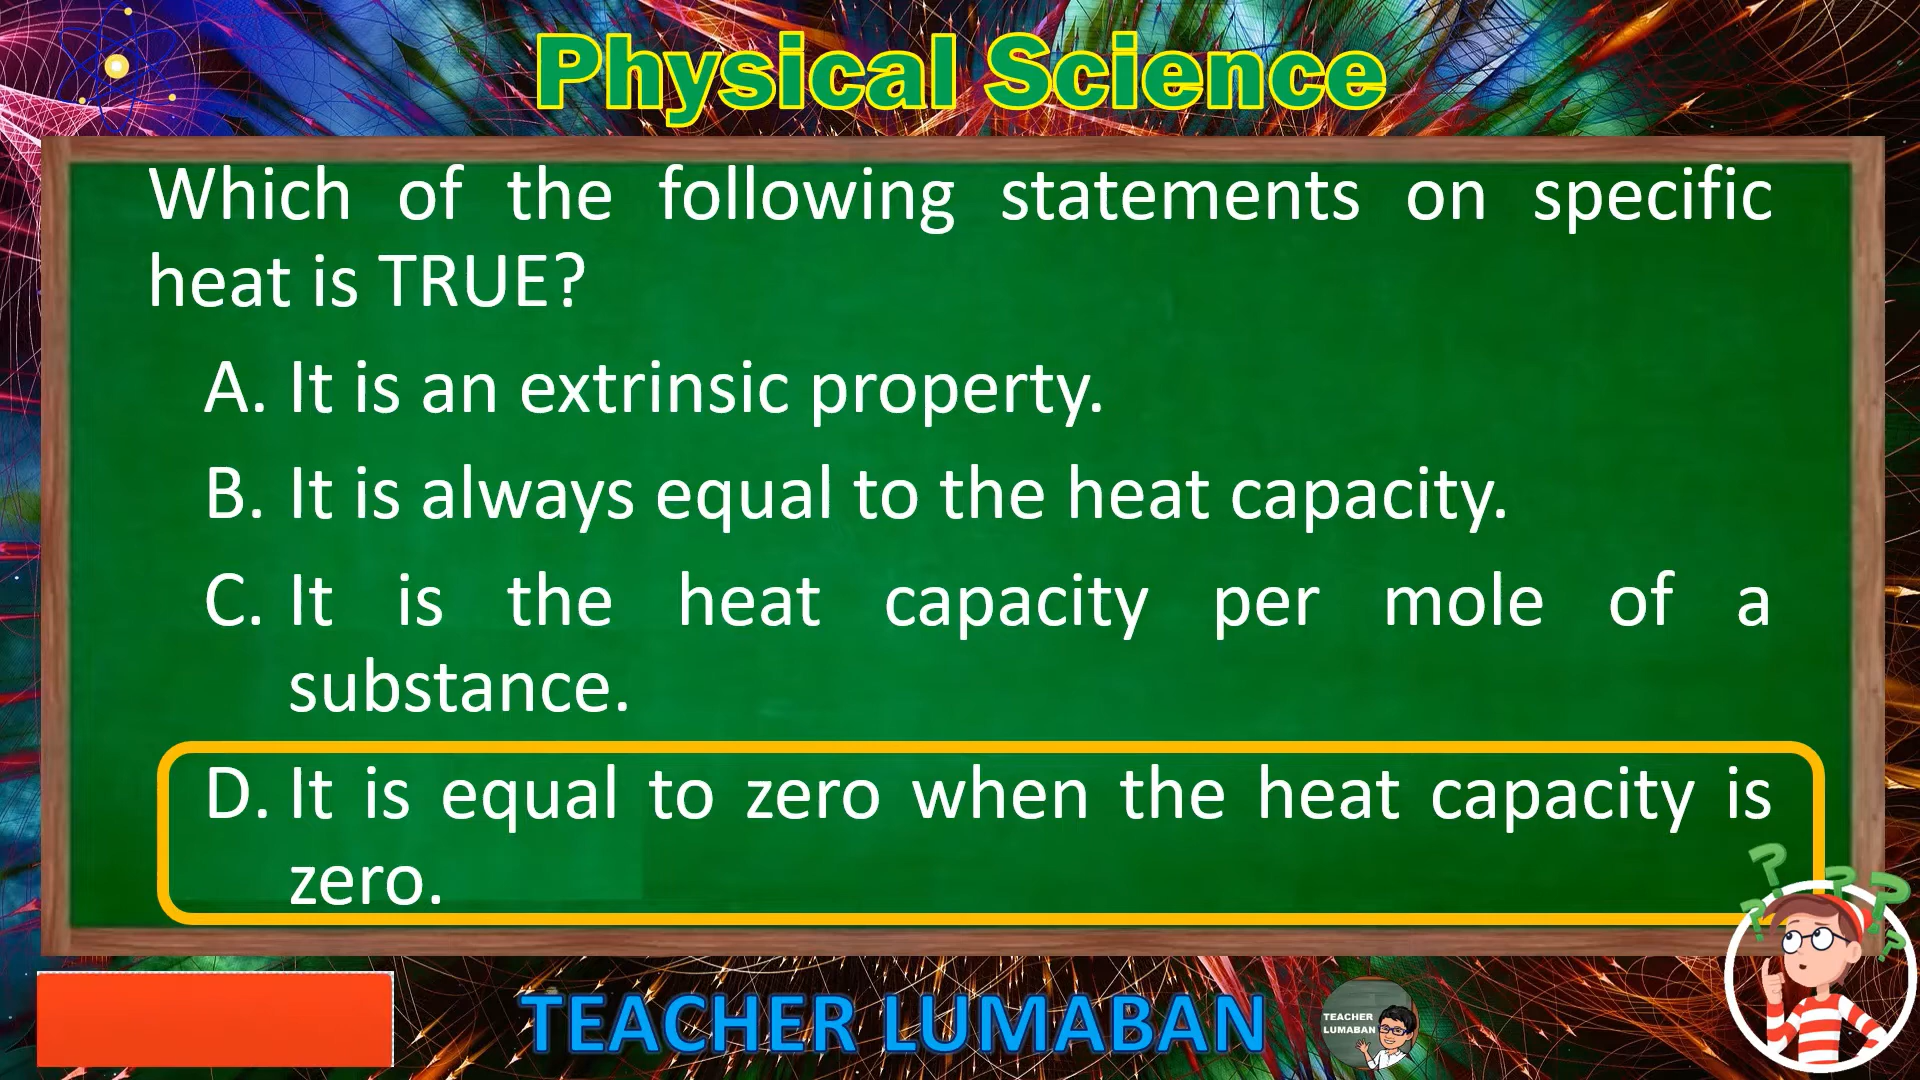 Physical Science
Which of the following statements on specific
heat is TRUE?
A. It is an extrinsic property.
B. It is always equal to the heat capacity.
C. It is the heat capacity per mole of a
substance.
D. It is equal to zero when the heat capacity is
zero.
? ? ? ? ?
TEACHER LUMABAN
TEACHER
LUMABAN